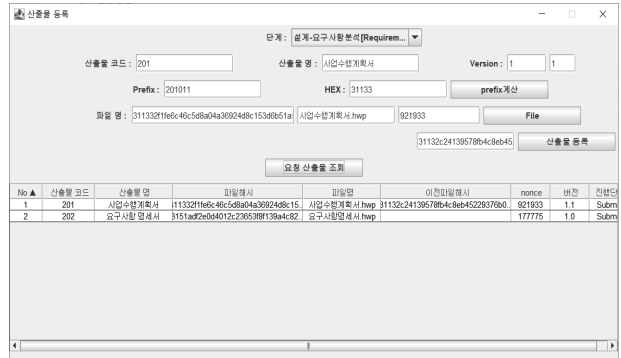 산출물 등록
단계 : 설계-요구사항분석[Requirem...
산출물 코드 : 201 산출물 명 : 사업수행계획서 Version : 1 1
Prefix : 201011 HEX : 31133 prefix계산
파일 명 : 311332f1fe6c46c5d8a04a36924d8c153d6b51a 사업수행계획서.hwp 921933 File
31132c24139578fb4c8eb45 산출물 등록
요청 산출물 조회
No ▲ 산출물 코드 산출물 명 파일해시 파일명 이전파일해시 nonce 버전 진행단
1 201 사업수행계획서 311332f1fe6c46c5d8a04a36924d8c15... 사업수행계획서.hwp 31132c24139578fb4c8eb45229376b0... 921933 1.1 Subm
2 202 요구사항명세서 3151adf2e0d4012c23653f8f139a4c82... 요구사항명세서.hwp 177775 1.0 Subm